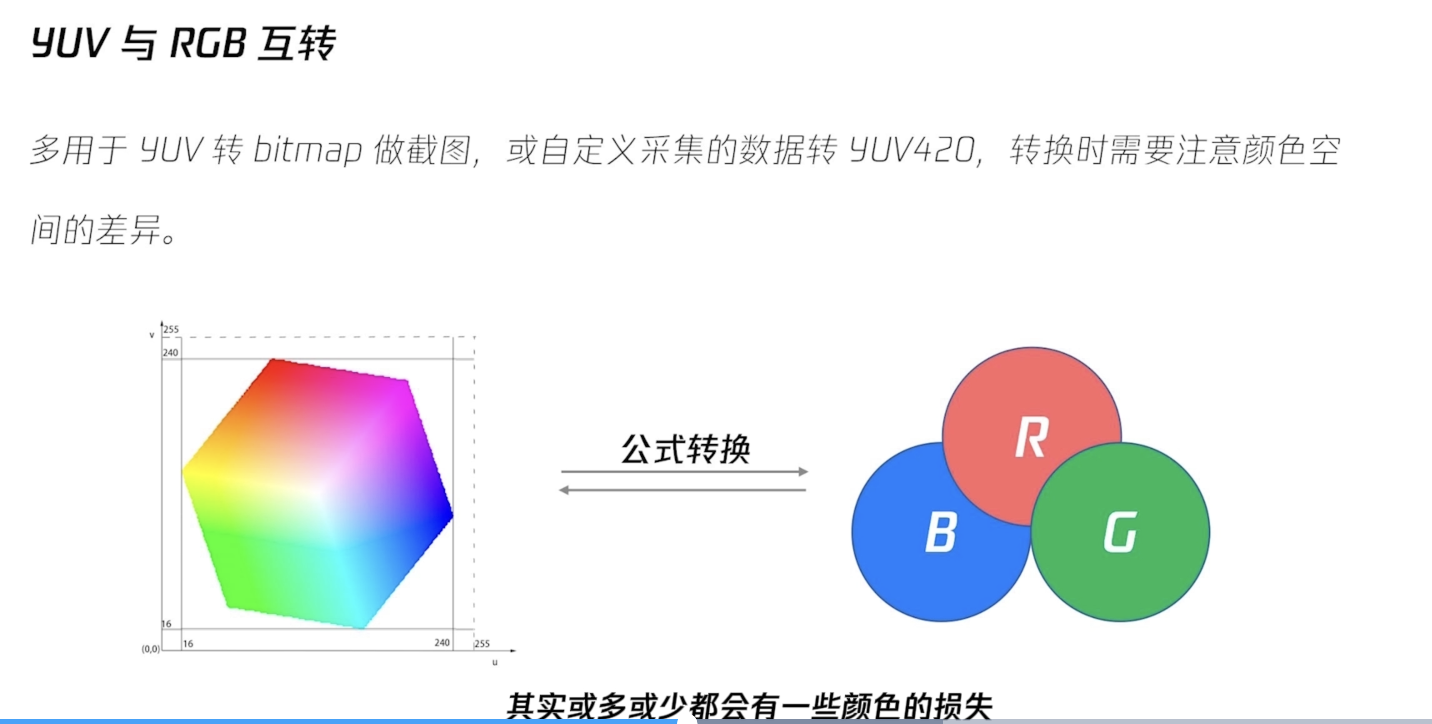 YUV 与 RGB 互转
多用于 YUV 转 bitmap 做截图，或自定义采集的数据转 YUV420，转换时需要注意颜色空
间的差异。
v
255
240
16
(0,0)
16
240
255
u
公式转换
R
B
G
其实或多或少都会有一些颜色的损失